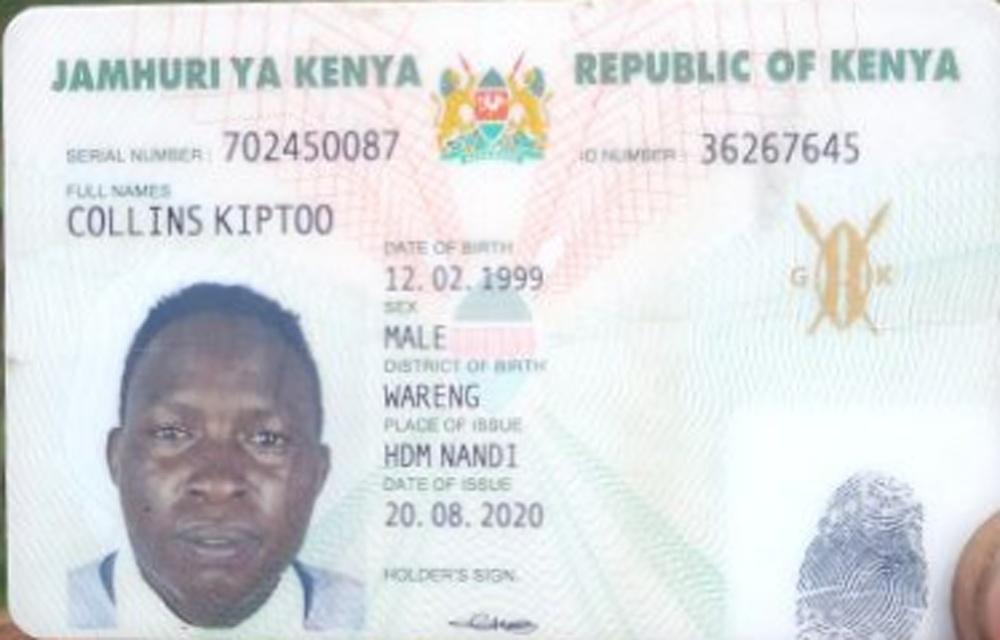 JAMHURI YA KENYA
REPUBLIC OF KENYA
SERIAL NUMBER : 702450087
ID NUMBER : 36267645
FULL NAMES
COLLINS KIPTOO
DATE OF BIRTH
12. 02. 1999
SEX
MALE
DISTRICT OF BIRTH
WARENG
PLACE OF ISSUE
HDM NANDI
DATE OF ISSUE
20. 08. 2020
HOLDER'S SIGN.
G K